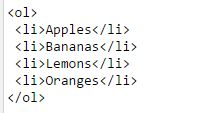 <ol>
 <li>Apples</li>
 <li>Bananas</li>
 <li>Lemons</li>
 <li>Oranges</li>
</ol>